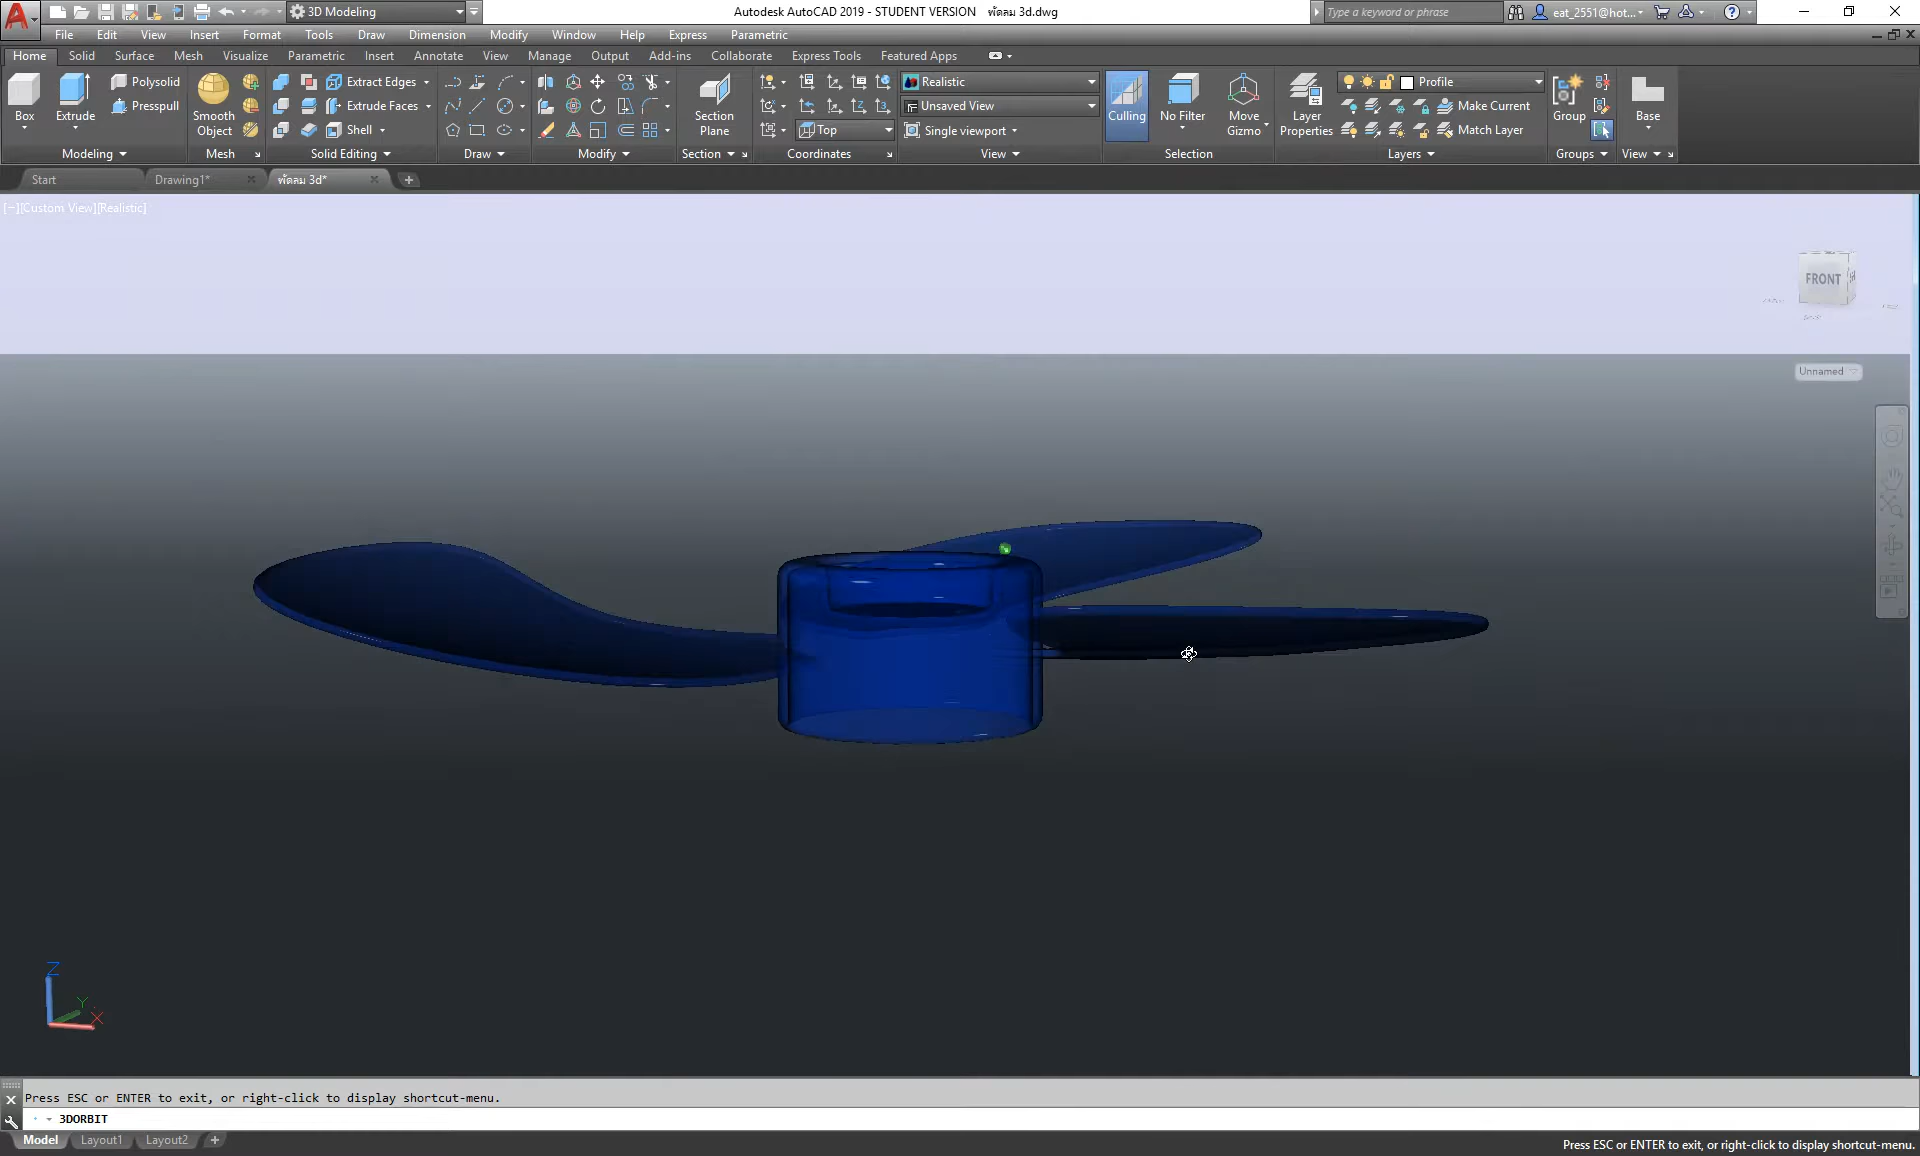 3D Modeling
Autodesk AutoCAD 2019 - STUDENT VERSION พัดลม 3d.dwg
Type a keyword or phrase
eat_2551@hot...
File Edit View Insert Format Tools Draw Dimension Modify Window Help Express Parametric
Home Solid Surface Mesh Visualize Parametric Insert Annotate View Manage Output Add-ins Collaborate Express Tools Featured Apps
Box Extrude Polysolid Presspull
Smooth Object
Extract Edges
Extrude Faces
Shell
Section Plane
Top
Realistic
Unsaved View
Single viewport
Culling No Filter Move Gizmo
Layer Properties
Profile
Make Current
Match Layer
Group
Base
Modeling Mesh Solid Editing Draw Modify Section Coordinates View Selection Layers Groups View
Start Drawing1* พัดลม 3d*
[−][Custom View][Realistic]
FRONT
Unnamed
Z
Y
X
Press ESC or ENTER to exit, or right-click to display shortcut-menu.
3DORBIT
Model Layout1 Layout2
Press ESC or ENTER to exit, or right-click to display shortcut-menu.